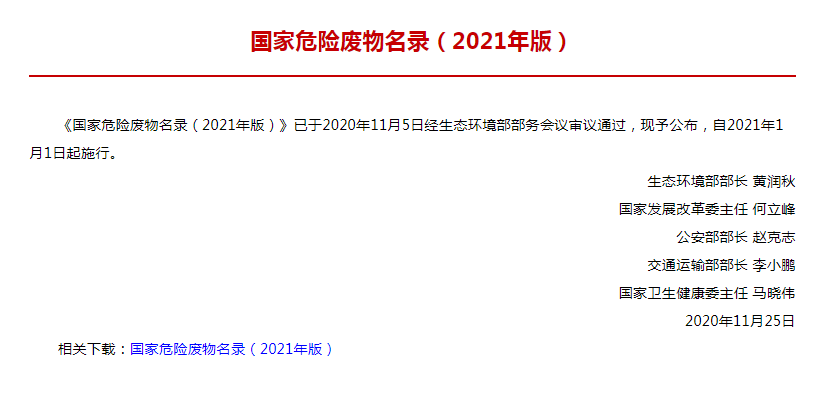 国家危险废物名录（2021年版）
《国家危险废物名录（2021年版）》已于2020年11月5日经生态环境部部务会议审议通过，现予公布，自2021年1
月1日起施行。
生态环境部部长 黄润秋
国家发展改革委主任 何立峰
公安部部长 赵克志
交通运输部部长 李小鹏
国家卫生健康委主任 马晓伟
2020年11月25日
相关下载：国家危险废物名录（2021年版）